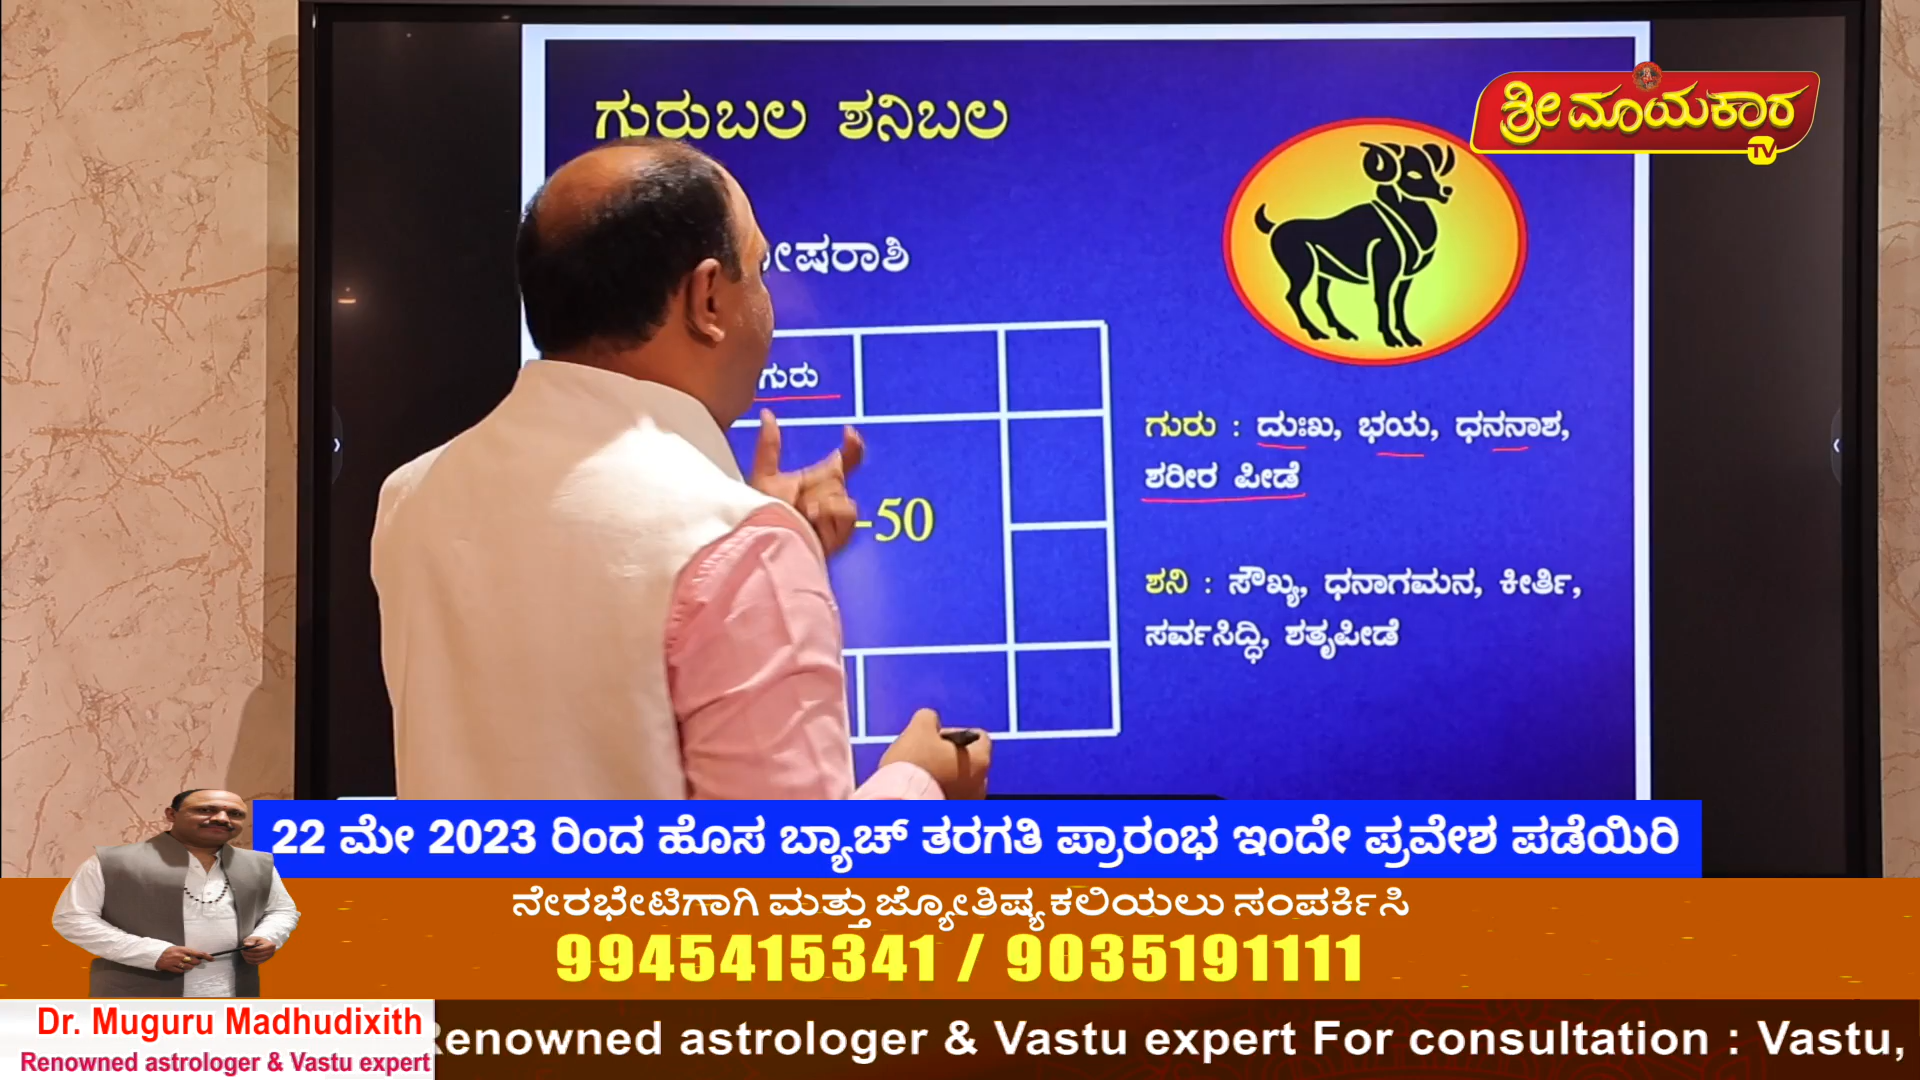 ಗುರುಬಲ ಶನಿಬಲ
ಶ್ರೀ ಮಾಯಕಾರ
TV
ಗುರು
ಗುರು : ದುಃಖ, ಭಯ, ಧನನಾಶ,
ಶರೀರ ಪೀಡೆ
-50
ಶನಿ : ಸೌಖ್ಯ, ಧನಾಗಮನ, ಕೀರ್ತಿ,
ಸರ್ವಸಿದ್ಧಿ, ಶತೃಪೀಡೆ
22 ಮೇ 2023 ರಿಂದ ಹೊಸ ಬ್ಯಾಚ್ ತರಗತಿ ಪ್ರಾರಂಭ ಇಂದೇ ಪ್ರವೇಶ ಪಡೆಯಿರಿ
ನೇರಭೇಟಿಗಾಗಿ ಮತ್ತು ಜ್ಯೋತಿಷ್ಯ ಕಲಿಯಲು ಸಂಪರ್ಕಿಸಿ
9945415341 / 9035191111
Dr. Muguru Madhudixith
Renowned astrologer & Vastu expert
Renowned astrologer & Vastu expert For consultation : Vastu,